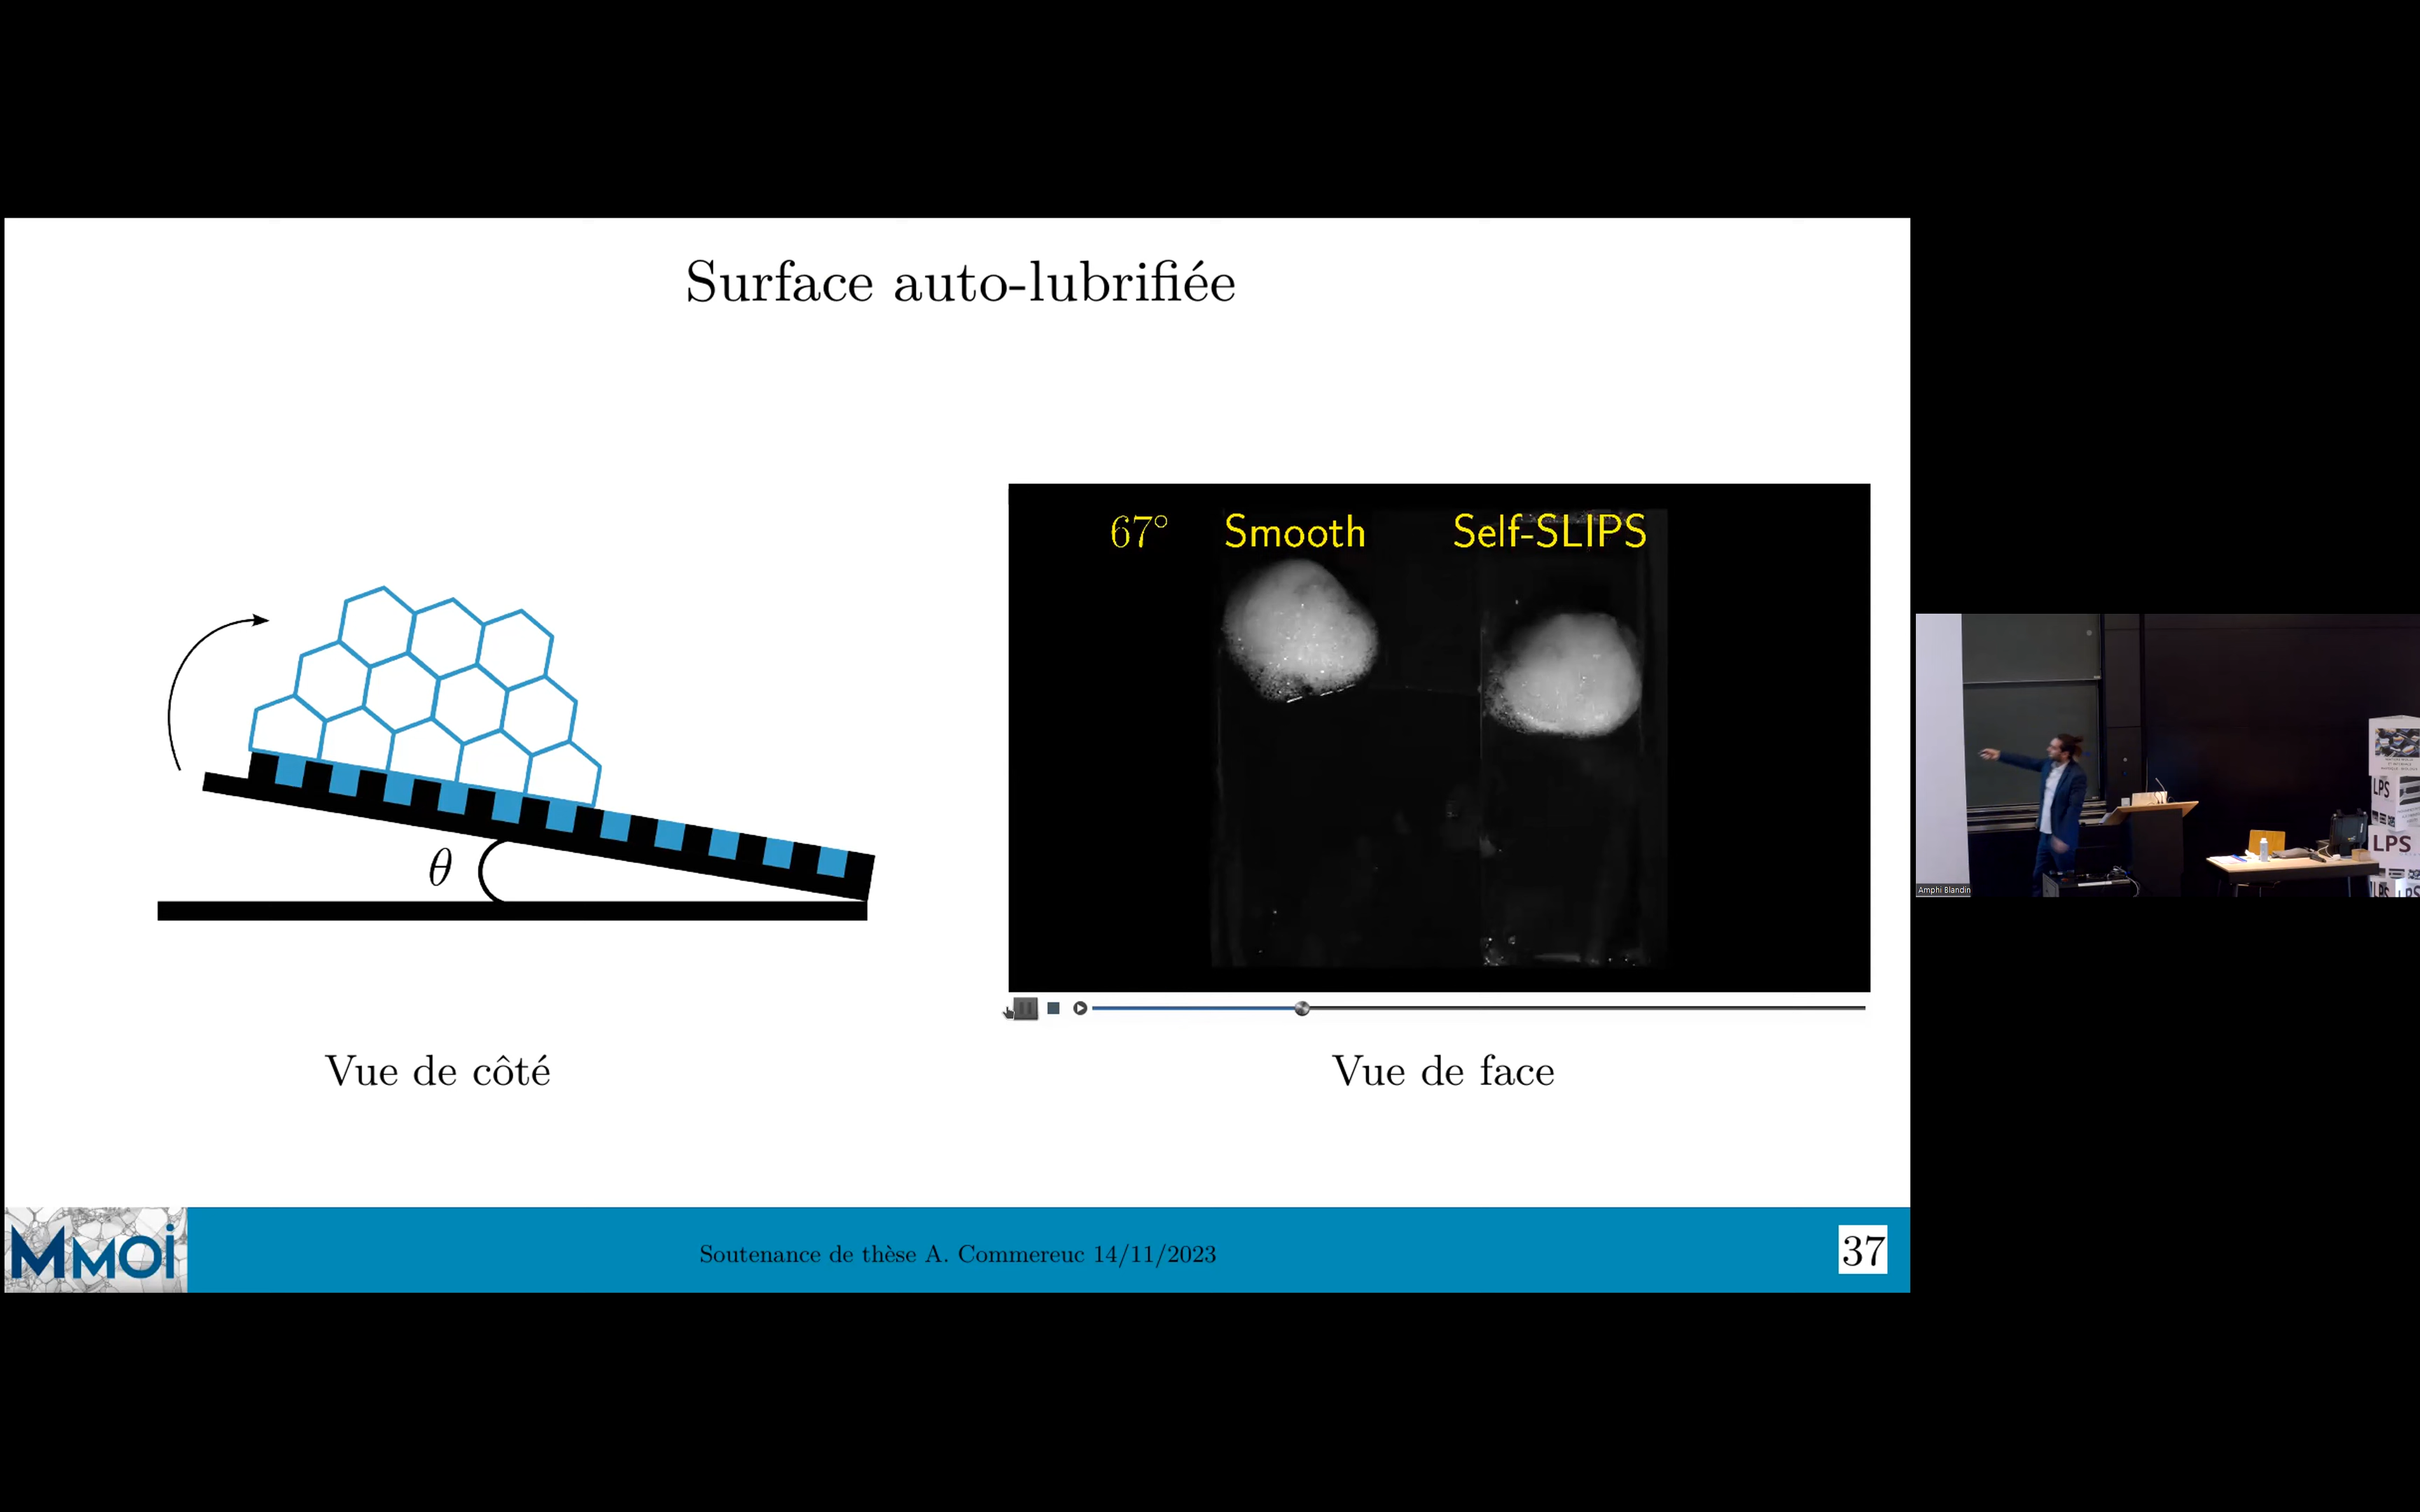 Surface auto-lubrifiée
67° Smooth Self-SLIPS
θ
Vue de côté
Vue de face
Amphi Blandin
LPS
LPS
MMOi
Soutenance de thèse A. Commereuc 14/11/2023
37